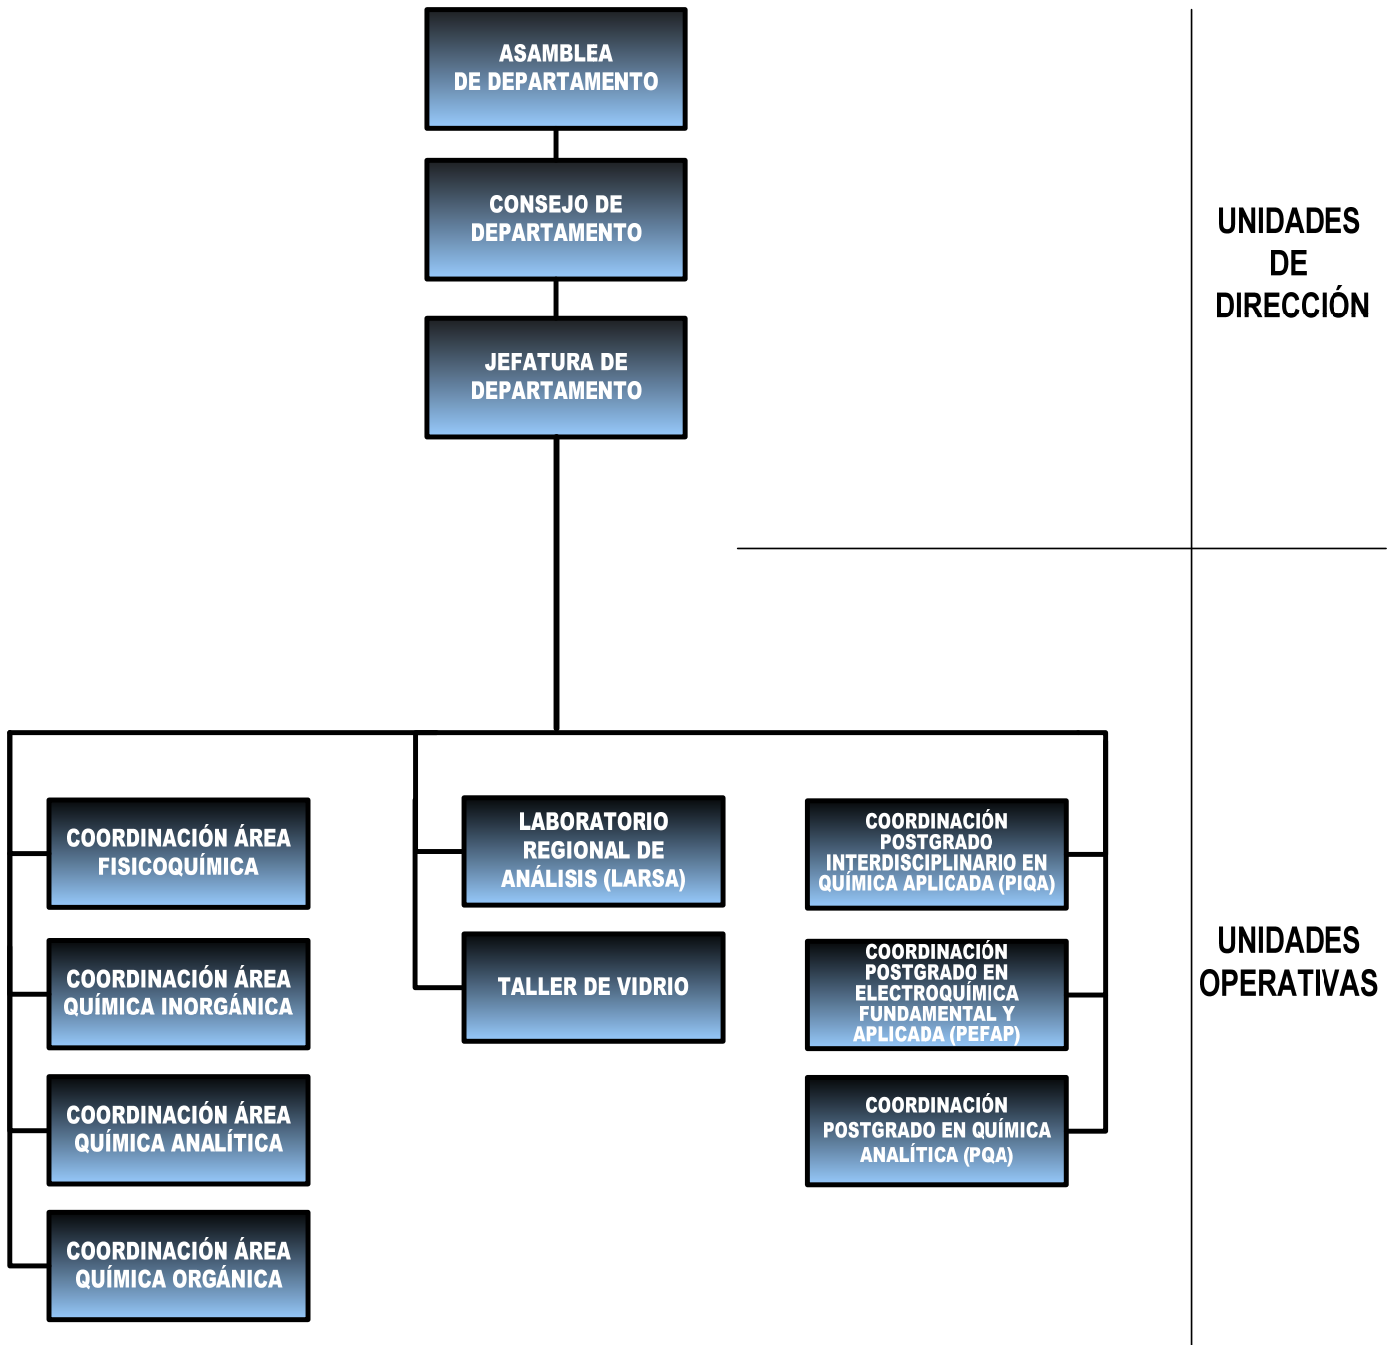 ASAMBLEA
DE DEPARTAMENTO
CONSEJO DE
DEPARTAMENTO
JEFATURA DE
DEPARTAMENTO
UNIDADES
DE
DIRECCIÓN
COORDINACIÓN ÁREA
FISICOQUÍMICA
COORDINACIÓN ÁREA
QUÍMICA INORGÁNICA
COORDINACIÓN ÁREA
QUÍMICA ANALÍTICA
COORDINACIÓN ÁREA
QUÍMICA ORGÁNICA
LABORATORIO
REGIONAL DE
ANÁLISIS (LARSA)
TALLER DE VIDRIO
COORDINACIÓN
POSTGRADO
INTERDISCIPLINARIO EN
QUÍMICA APLICADA (PIQA)
COORDINACIÓN
POSTGRADO EN
ELECTROQUÍMICA
FUNDAMENTAL Y
APLICADA (PEFAP)
COORDINACIÓN
POSTGRADO EN QUÍMICA
ANALÍTICA (PQA)
UNIDADES
OPERATIVAS